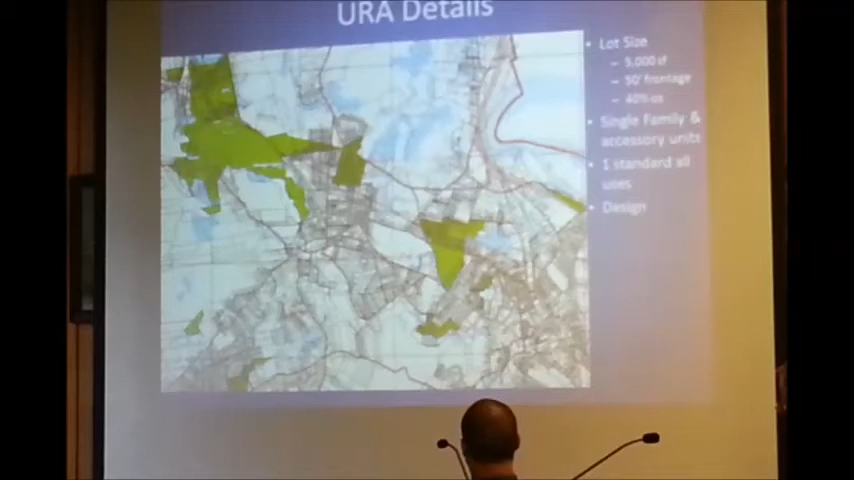 URA Details
• Lot Size
– 5,000 sf
– 50' frontage
– 40% os
• Single Family &
accessory units
• 1 standard all
uses
• Design